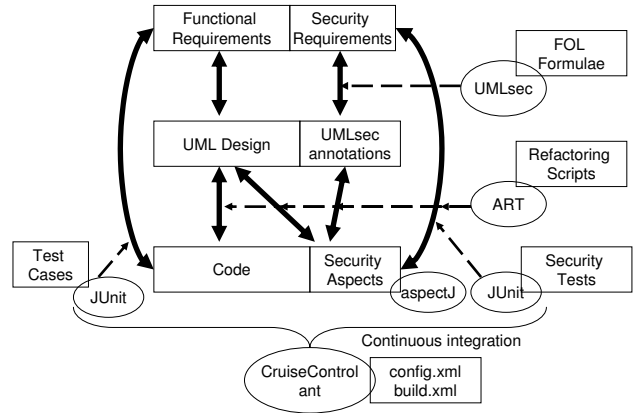 Functional
Requirements
Security
Requirements
FOL
Formulae
UMLsec
UML Design
UMLsec
annotations
Refactoring
Scripts
ART
Test
Cases
JUnit
Code
Security
Aspects
aspectJ
JUnit
Security
Tests
Continuous integration
CruiseControl
ant
config.xml
build.xml